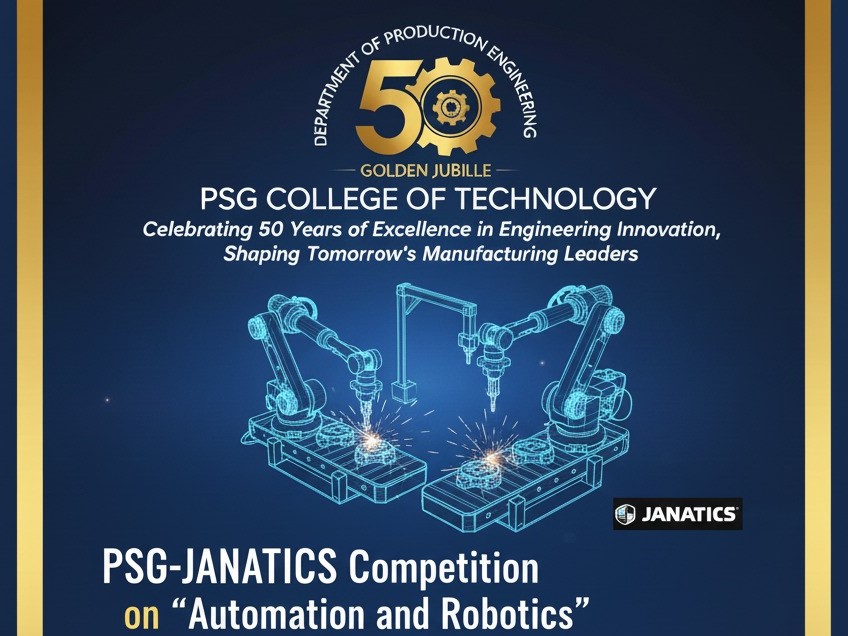 DEPARTMENT OF PRODUCTION ENGINEERING
50
GOLDEN JUBILLE
PSG COLLEGE OF TECHNOLOGY
Celebrating 50 Years of Excellence in Engineering Innovation,
Shaping Tomorrow's Manufacturing Leaders
JANATICS
PSG-JANATICS Competition
on “Automation and Robotics”